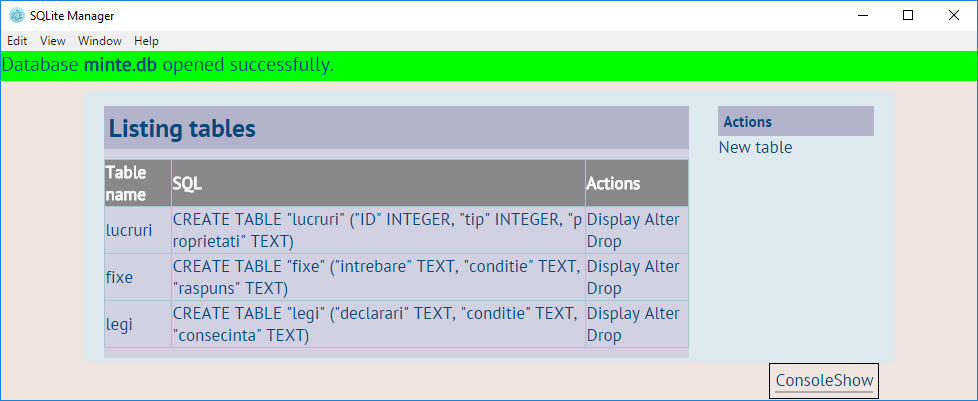 SQLite Manager
Edit View Window Help
Database minte.db opened successfully.
Listing tables
Table name
SQL
Actions
lucruri
CREATE TABLE "lucruri" ("ID" INTEGER, "tip" INTEGER, "p
roprietati" TEXT)
Display Alter
Drop
fixe
CREATE TABLE "fixe" ("intrebare" TEXT, "conditie" TEXT,
"raspuns" TEXT)
Display Alter
Drop
legi
CREATE TABLE "legi" ("declarari" TEXT, "conditie" TEXT,
"consecinta" TEXT)
Display Alter
Drop
Actions
New table
ConsoleShow